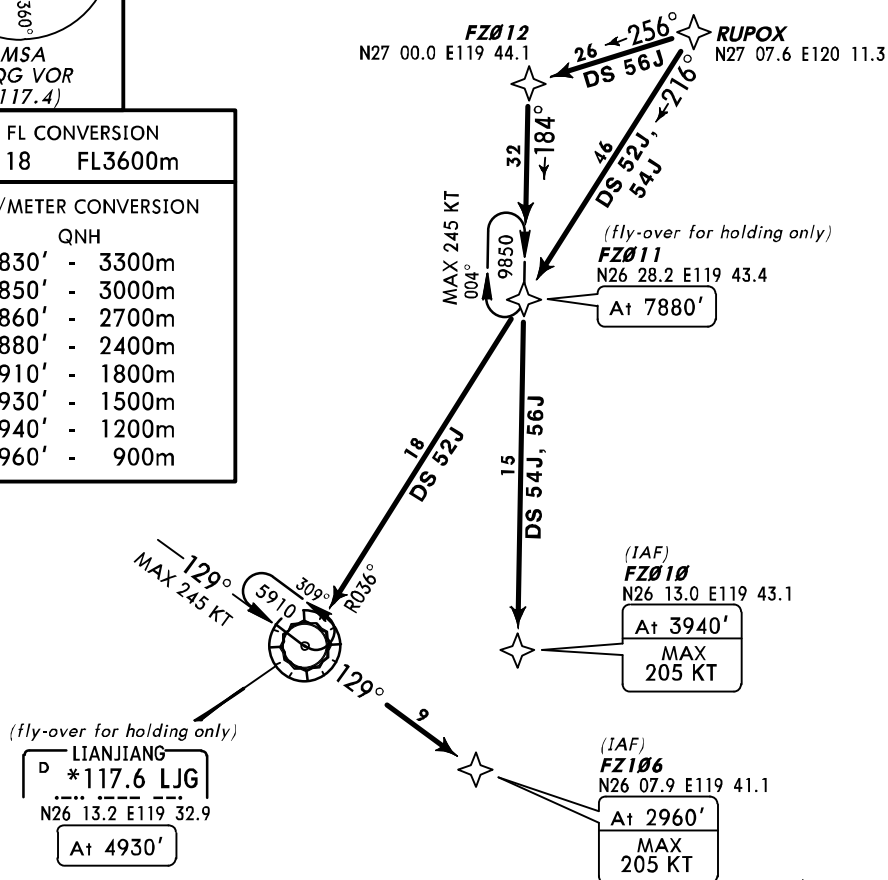 360°
MSA
QG VOR
117.4)
FL CONVERSION
18 FL3600m
/METER CONVERSION
QNH
830' - 3300m
850' - 3000m
860' - 2700m
880' - 2400m
910' - 1800m
930' - 1500m
940' - 1200m
960' - 900m
FZØ12
N27 00.0 E119 44.1
26
256°
DS 56J
RUPOX
N27 07.6 E120 11.3
216°
46
DS 52J,
54J
32
184°
MAX 245 KT
004°
9850
(fly-over for holding only)
FZØ11
N26 28.2 E119 43.4
At 7880'
18
DS 52J
15
DS 54J, 56J
(IAF)
FZØ1Ø
N26 13.0 E119 43.1
At 3940'
MAX
205 KT
129°
MAX 245 KT
5910
309°
R036°
129°
9
(fly-over for holding only)
LIANJIANG
D *117.6 LJG
N26 13.2 E119 32.9
At 4930'
(IAF)
FZ1Ø6
N26 07.9 E119 41.1
At 2960'
MAX
205 KT